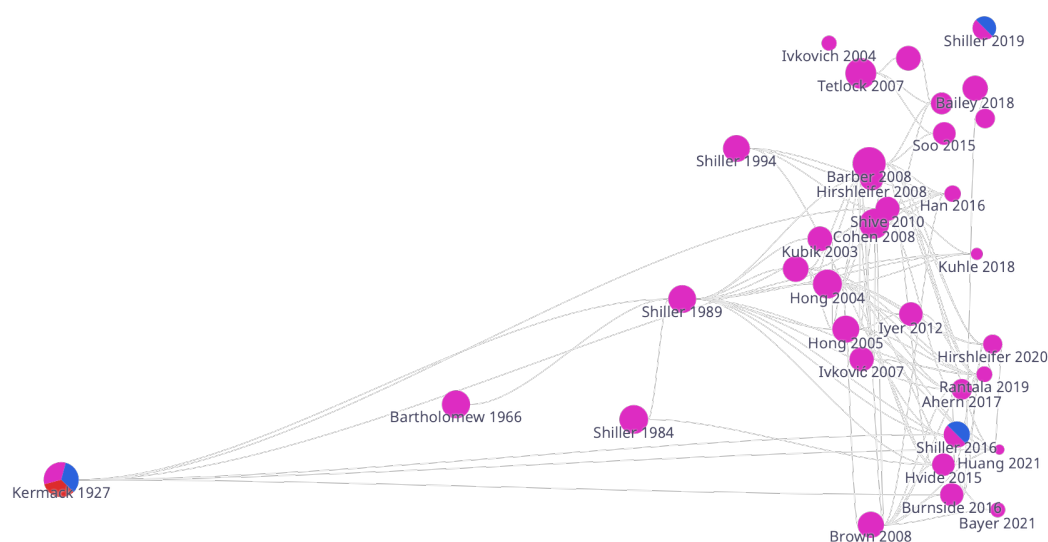 Shiller 2019
Ivkovich 2004
Tetlock 2007
Bailey 2018
Soo 2015
Shiller 1994
Barber 2008
Hirshleifer 2008
Han 2016
Shive 2010
Cohen 2008
Kubik 2003
Kuhle 2018
Hong 2004
Shiller 1989
Iyer 2012
Hong 2005
Hirshleifer 2020
Ivkovic 2007
Rantala 2019
Ahern 2017
Bartholomew 1966
Shiller 1984
Shiller 2016
Huang 2021
Hvide 2015
Kermack 1927
Burnside 2016
Bayer 2021
Brown 2008